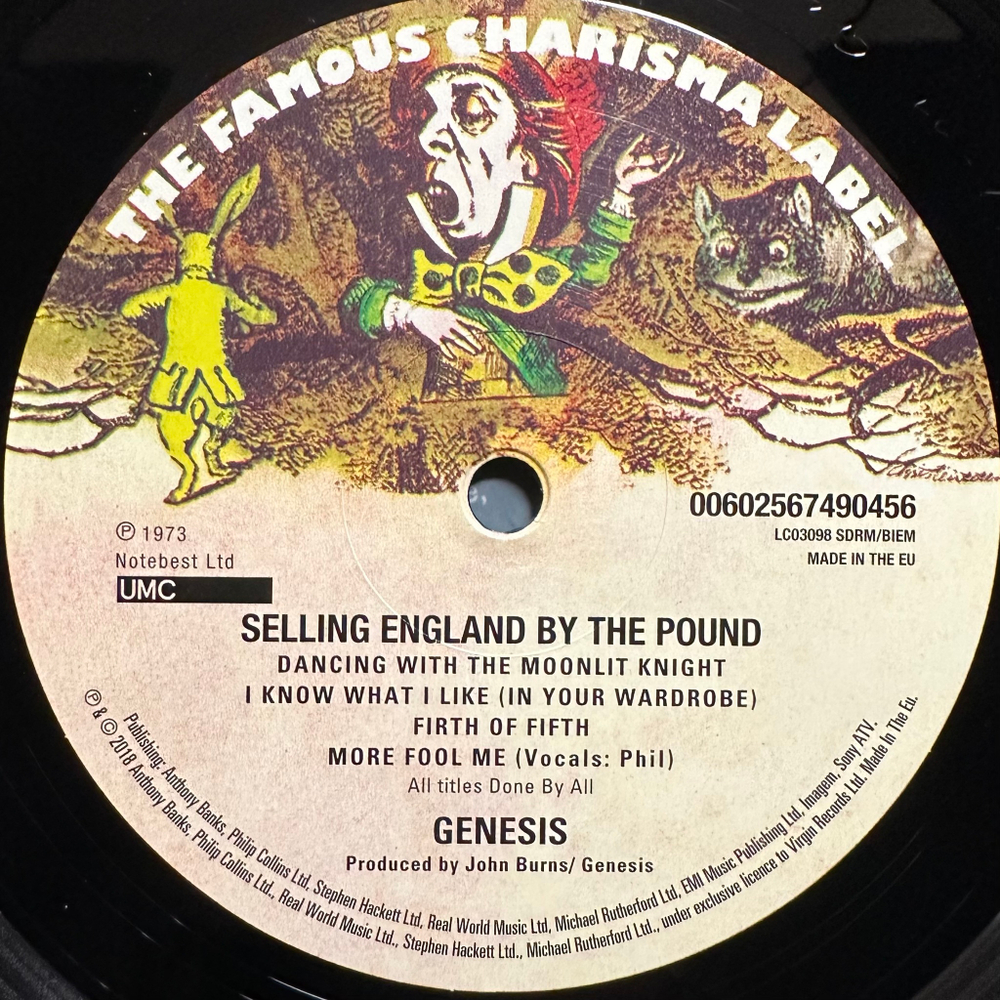 THE FAMOUS CHARISMA LABEL
℗ 1973
Notebest Ltd
UMC
00602567490456
LC03098 SDRM/BIEM
MADE IN THE EU
SELLING ENGLAND BY THE POUND
DANCING WITH THE MOONLIT KNIGHT
I KNOW WHAT I LIKE (IN YOUR WARDROBE)
FIRTH OF FIFTH
MORE FOOL ME (Vocals: Phil)
All titles Done By All
GENESIS
Produced by John Burns/ Genesis
Publishing: Anthony Banks, Philip Collins Ltd, Stephen Hackett Ltd, Real World Music Ltd, Michael Rutherford Ltd, EMI Music Publishing Ltd, Imagem, Sony ATV.
℗ & © 2018 Anthony Banks, Philip Collins Ltd., Real World Music Ltd., Stephen Hackett Ltd., Michael Rutherford Ltd., under exclusive licence to Virgin Records Ltd. Made In The Eu.